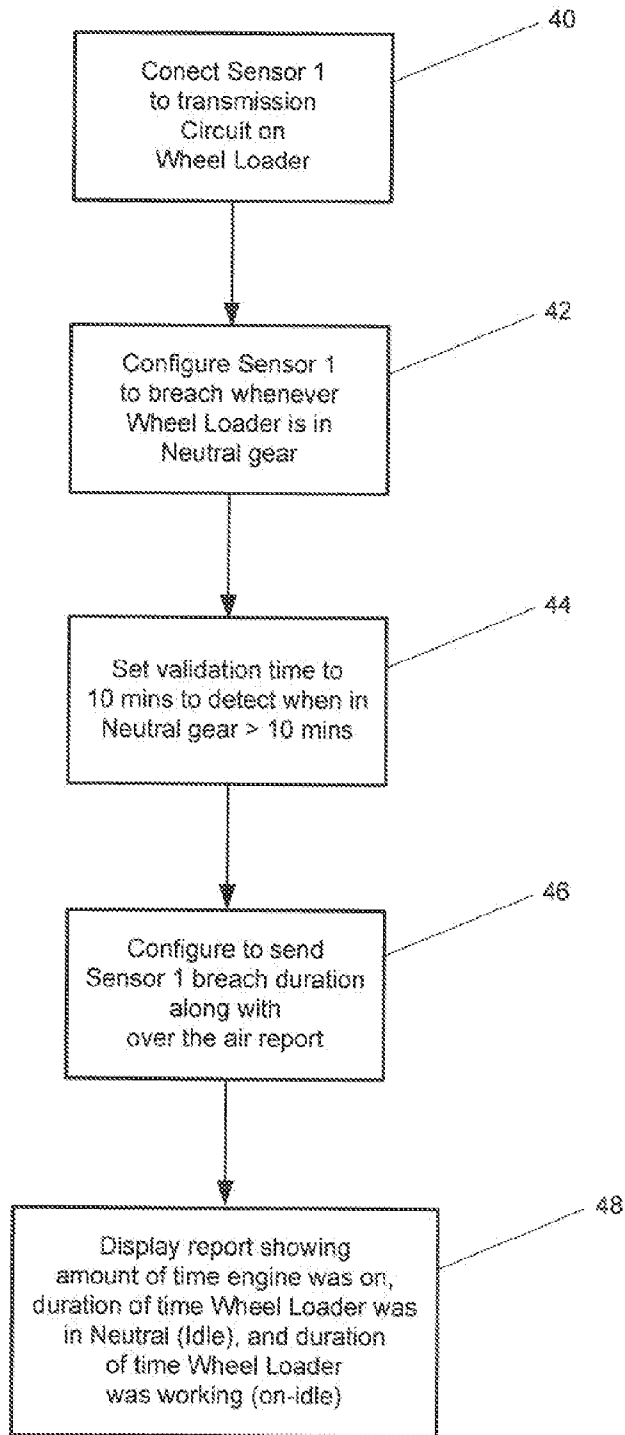 40
Conect Sensor 1
to transmission
Circuit on
Wheel Loader
42
Configure Sensor 1
to breach whenever
Wheel Loader is in
Neutral gear
44
Set validation time to
10 mins to detect when in
Neutral gear > 10 mins
46
Configure to send
Sensor 1 breach duration
along with
over the air report
48
Display report showing
amount of time engine was on,
duration of time Wheel Loader was
in Neutral (Idle), and duration
of time Wheel Loader
was working (on-idle)